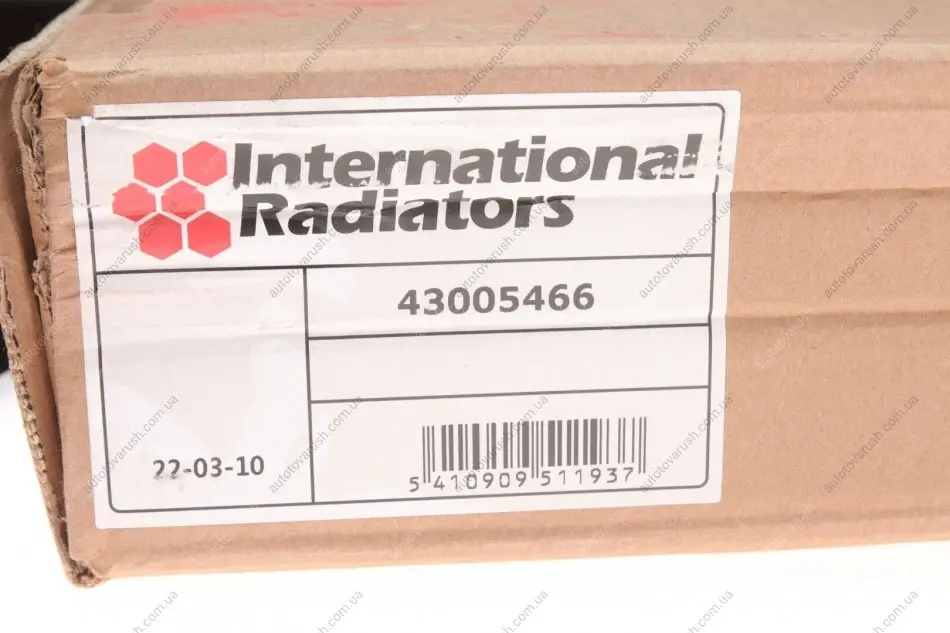 International
Radiators
43005466
22-03-10
5 410909 511937
autotovarush.com.ua